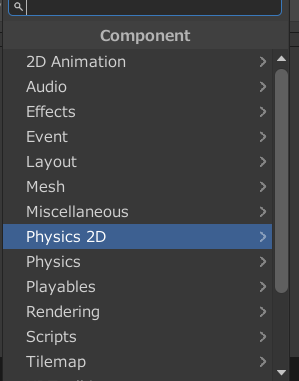 Component
2D Animation
Audio
Effects
Event
Layout
Mesh
Miscellaneous
Physics 2D
Physics
Playables
Rendering
Scripts
Tilemap